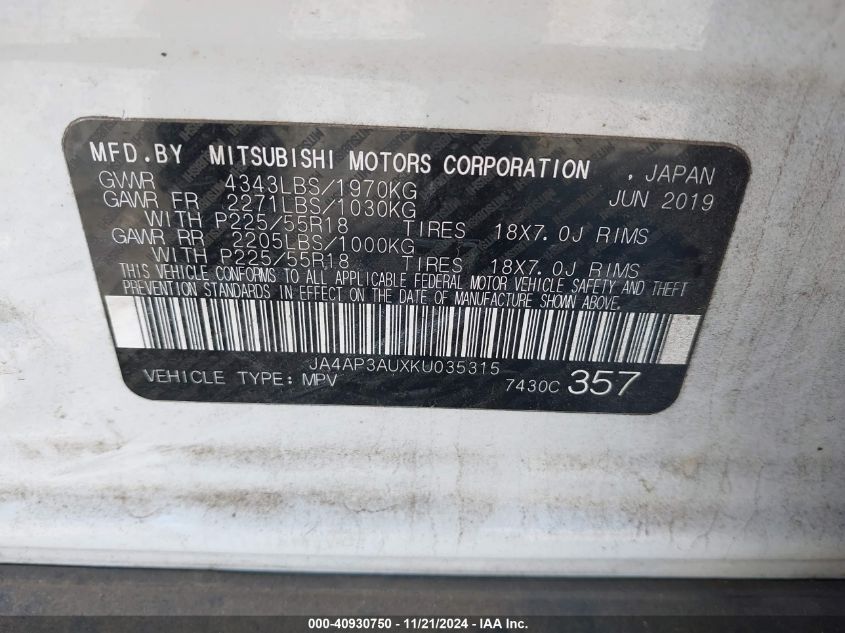 MFD.BY MITSUBISHI MOTORS CORPORATION , JAPAN
GVWR 4343LBS/1970KG JUN 2019
GAWR FR 2271LBS/1030KG
WITH P225/55R18 TIRES 18X7.0J RIMS
GAWR RR 2205LBS/1000KG
WITH P225/55R18 TIRES 18X7.0J RIMS
THIS VEHICLE CONFORMS TO ALL APPLICABLE FEDERAL MOTOR VEHICLE SAFETY AND THEFT
PREVENTION STANDARDS IN EFFECT ON THE DATE OF MANUFACTURE SHOWN ABOVE.
JA4AP3AUXKU035315
VEHICLE TYPE: MPV 7430C 357
000-40930750 - 11/21/2024 - IAAI.COM